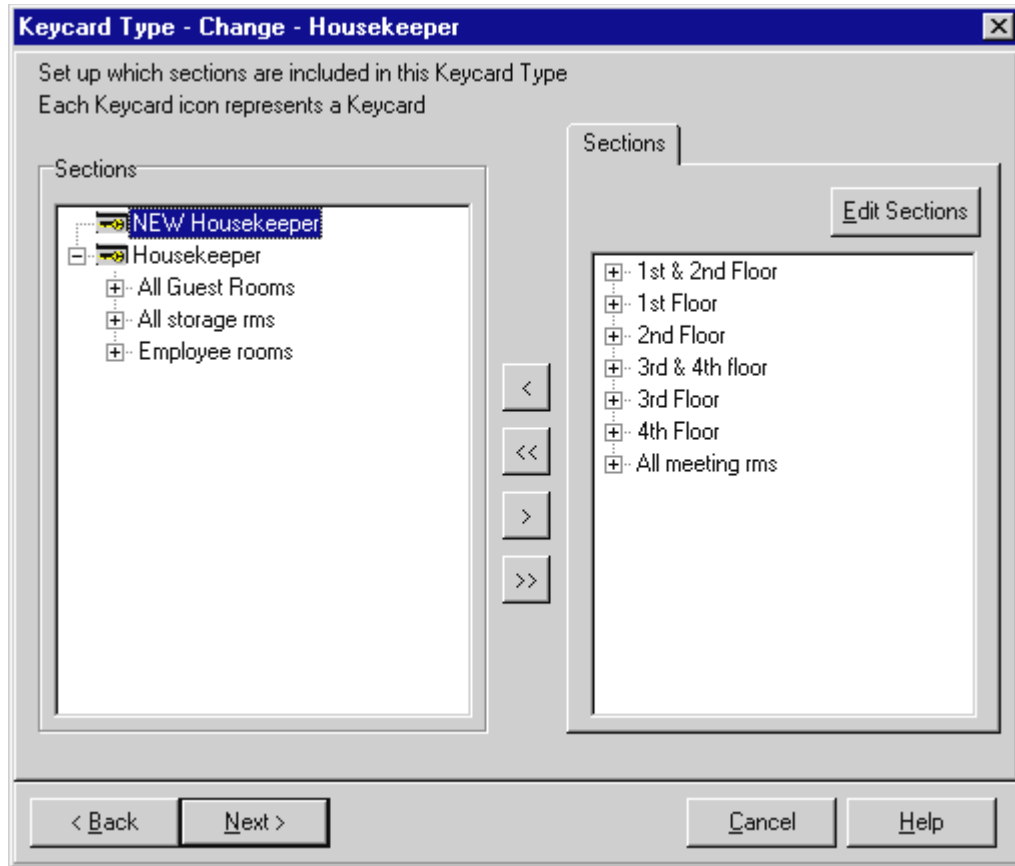 Keycard Type - Change - Housekeeper
Set up which sections are included in this Keycard Type
Each Keycard icon represents a Keycard
Sections
NEW Housekeeper
Housekeeper
All Guest Rooms
All storage rms
Employee rooms
<
<<
>
>>
Sections
Edit Sections
1st & 2nd Floor
1st Floor
2nd Floor
3rd & 4th floor
3rd Floor
4th Floor
All meeting rms
< Back
Next >
Cancel
Help